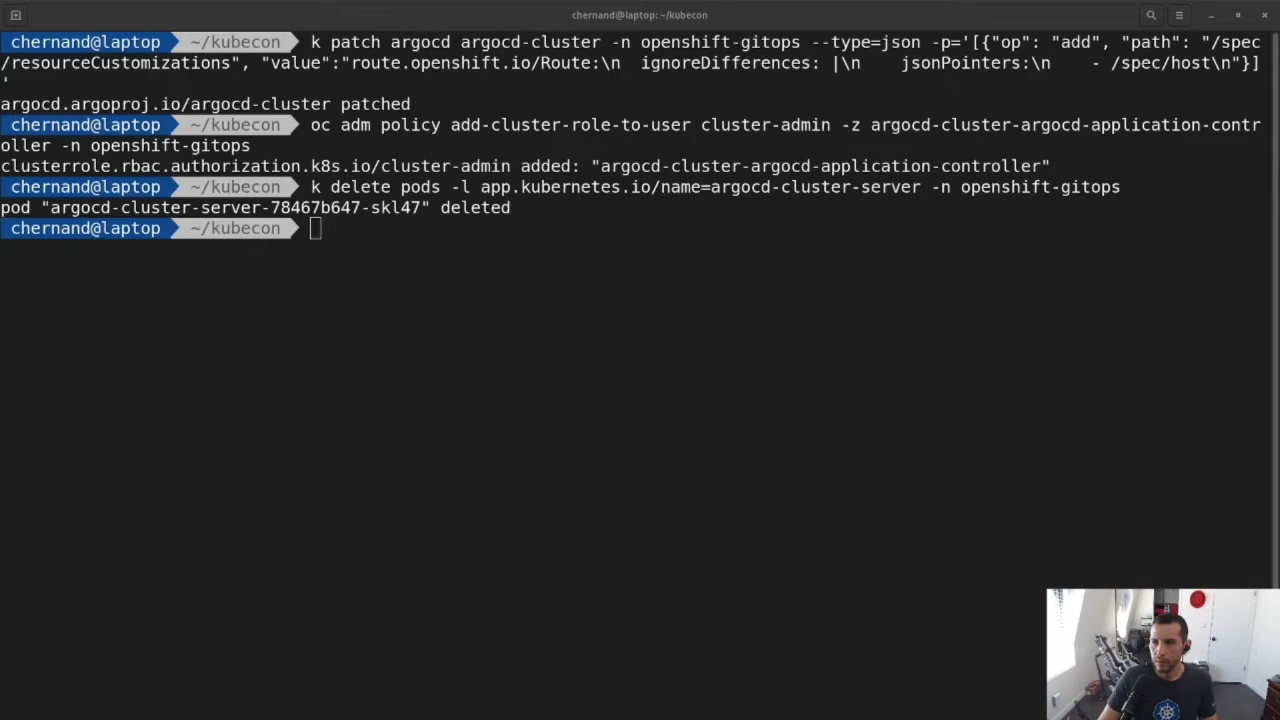 chernand@laptop: ~/kubecon
chernand@laptop ~/kubecon k patch argocd argocd-cluster -n openshift-gitops --type=json -p='[{"op": "add", "path": "/spec
/resourceCustomizations", "value":"route.openshift.io/Route:\n  ignoreDifferences: |\n    jsonPointers:\n    - /spec/host\n"}]
'
argocd.argoproj.io/argocd-cluster patched
chernand@laptop ~/kubecon oc adm policy add-cluster-role-to-user cluster-admin -z argocd-cluster-argocd-application-contr
oller -n openshift-gitops
clusterrole.rbac.authorization.k8s.io/cluster-admin added: "argocd-cluster-argocd-application-controller"
chernand@laptop ~/kubecon k delete pods -l app.kubernetes.io/name=argocd-cluster-server -n openshift-gitops
pod "argocd-cluster-server-78467b647-skl47" deleted
chernand@laptop ~/kubecon